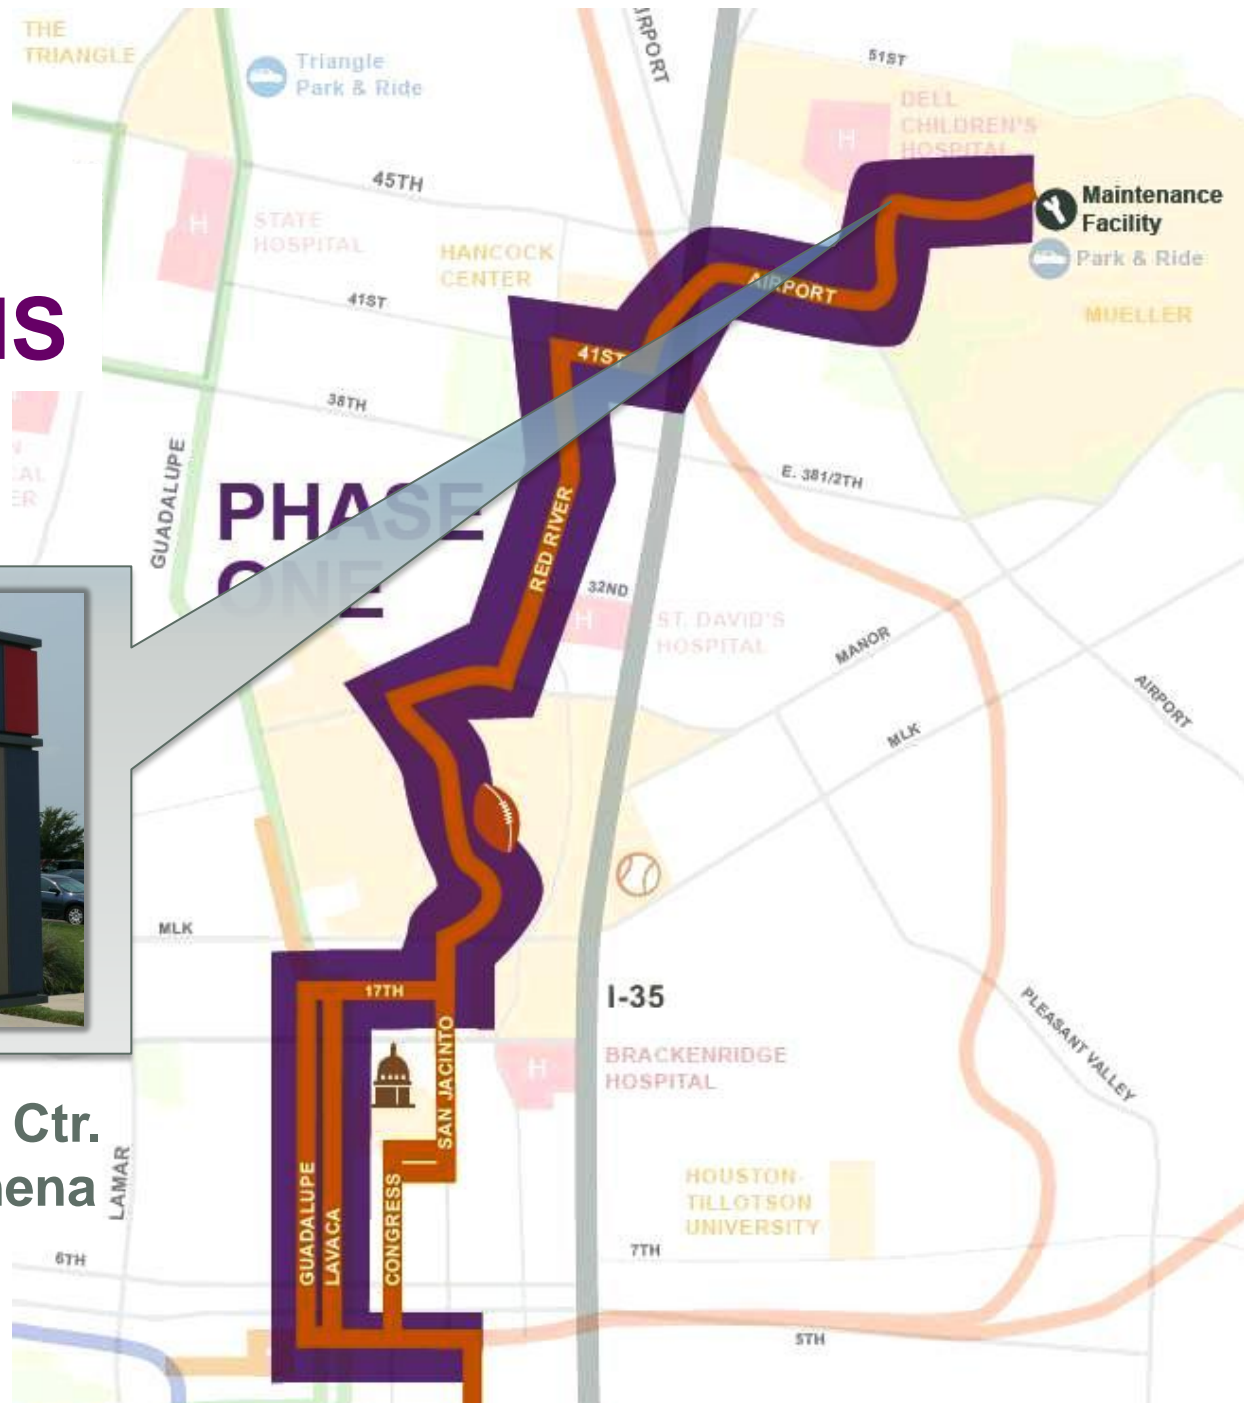 THE
TRIANGLE
Triangle
Park & Ride
AIRPORT
51ST
DELL
CHILDREN'S
HOSPITAL
H
45TH
Maintenance
Facility
Park & Ride
H
STATE
HOSPITAL
HANCOCK
CENTER
AIRPORT
MUELLER
41ST
41ST
38TH
GUADALUPE
PHASE
ONE
E. 381/2TH
RED RIVER
32ND
H
ST. DAVID'S
HOSPITAL
MANOR
AIRPORT
MLK
MLK
17TH
I-35
PLEASANT VALLEY
SAN JACINTO
H
BRACKENRIDGE
HOSPITAL
Ctr.
LAMAR
GUADALUPE
LAVACA
CONGRESS
HOUSTON-
TILLOTSON
UNIVERSITY
6TH
7TH
5TH